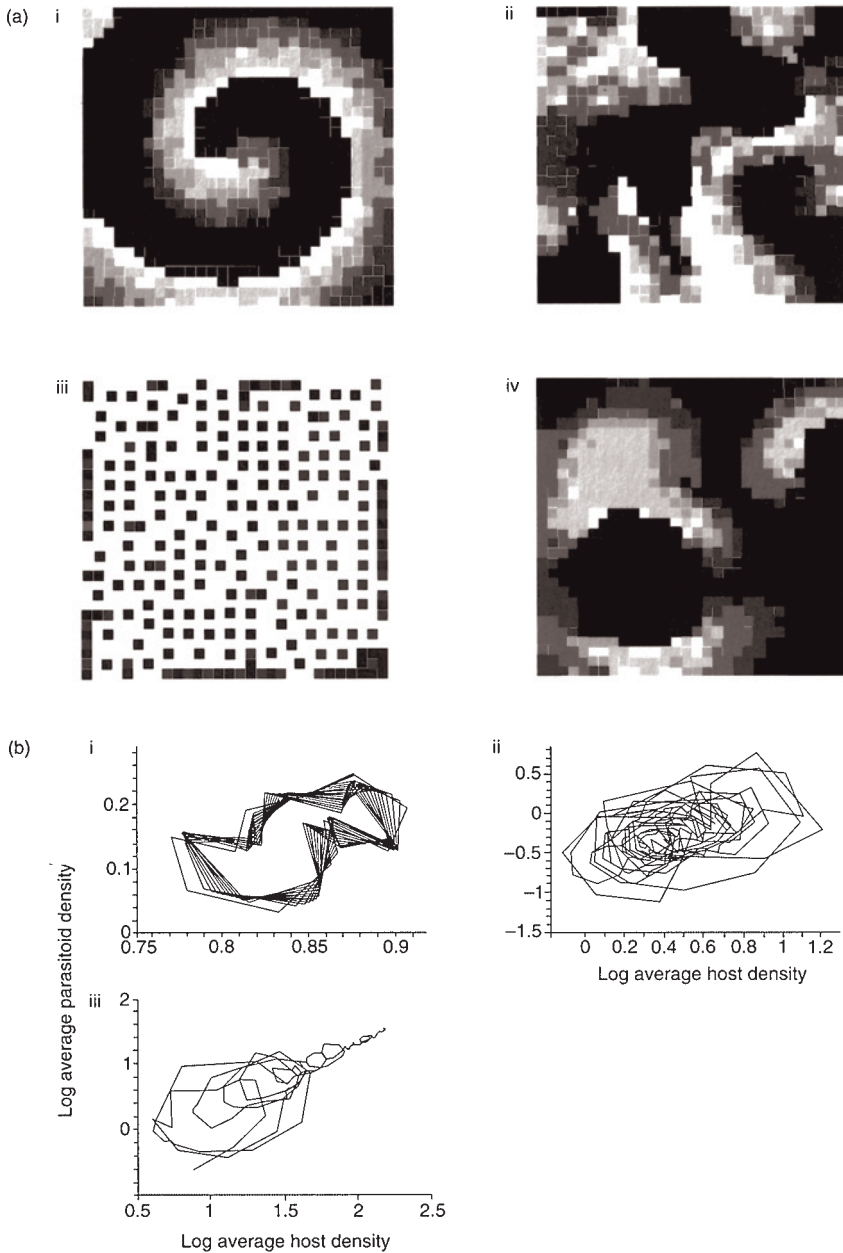 (a)
i
ii
iii
iv
(b)
i
0.2
0.1
0
0.75
0.8
0.85
0.9
ii
0.5
0
−0.5
−1
−1.5
0
0.2
0.4
0.6
0.8
1
1.2
Log average host density
Log average parasitoid density
iii
2
1
0
0.5
1
1.5
2
2.5
Log average host density